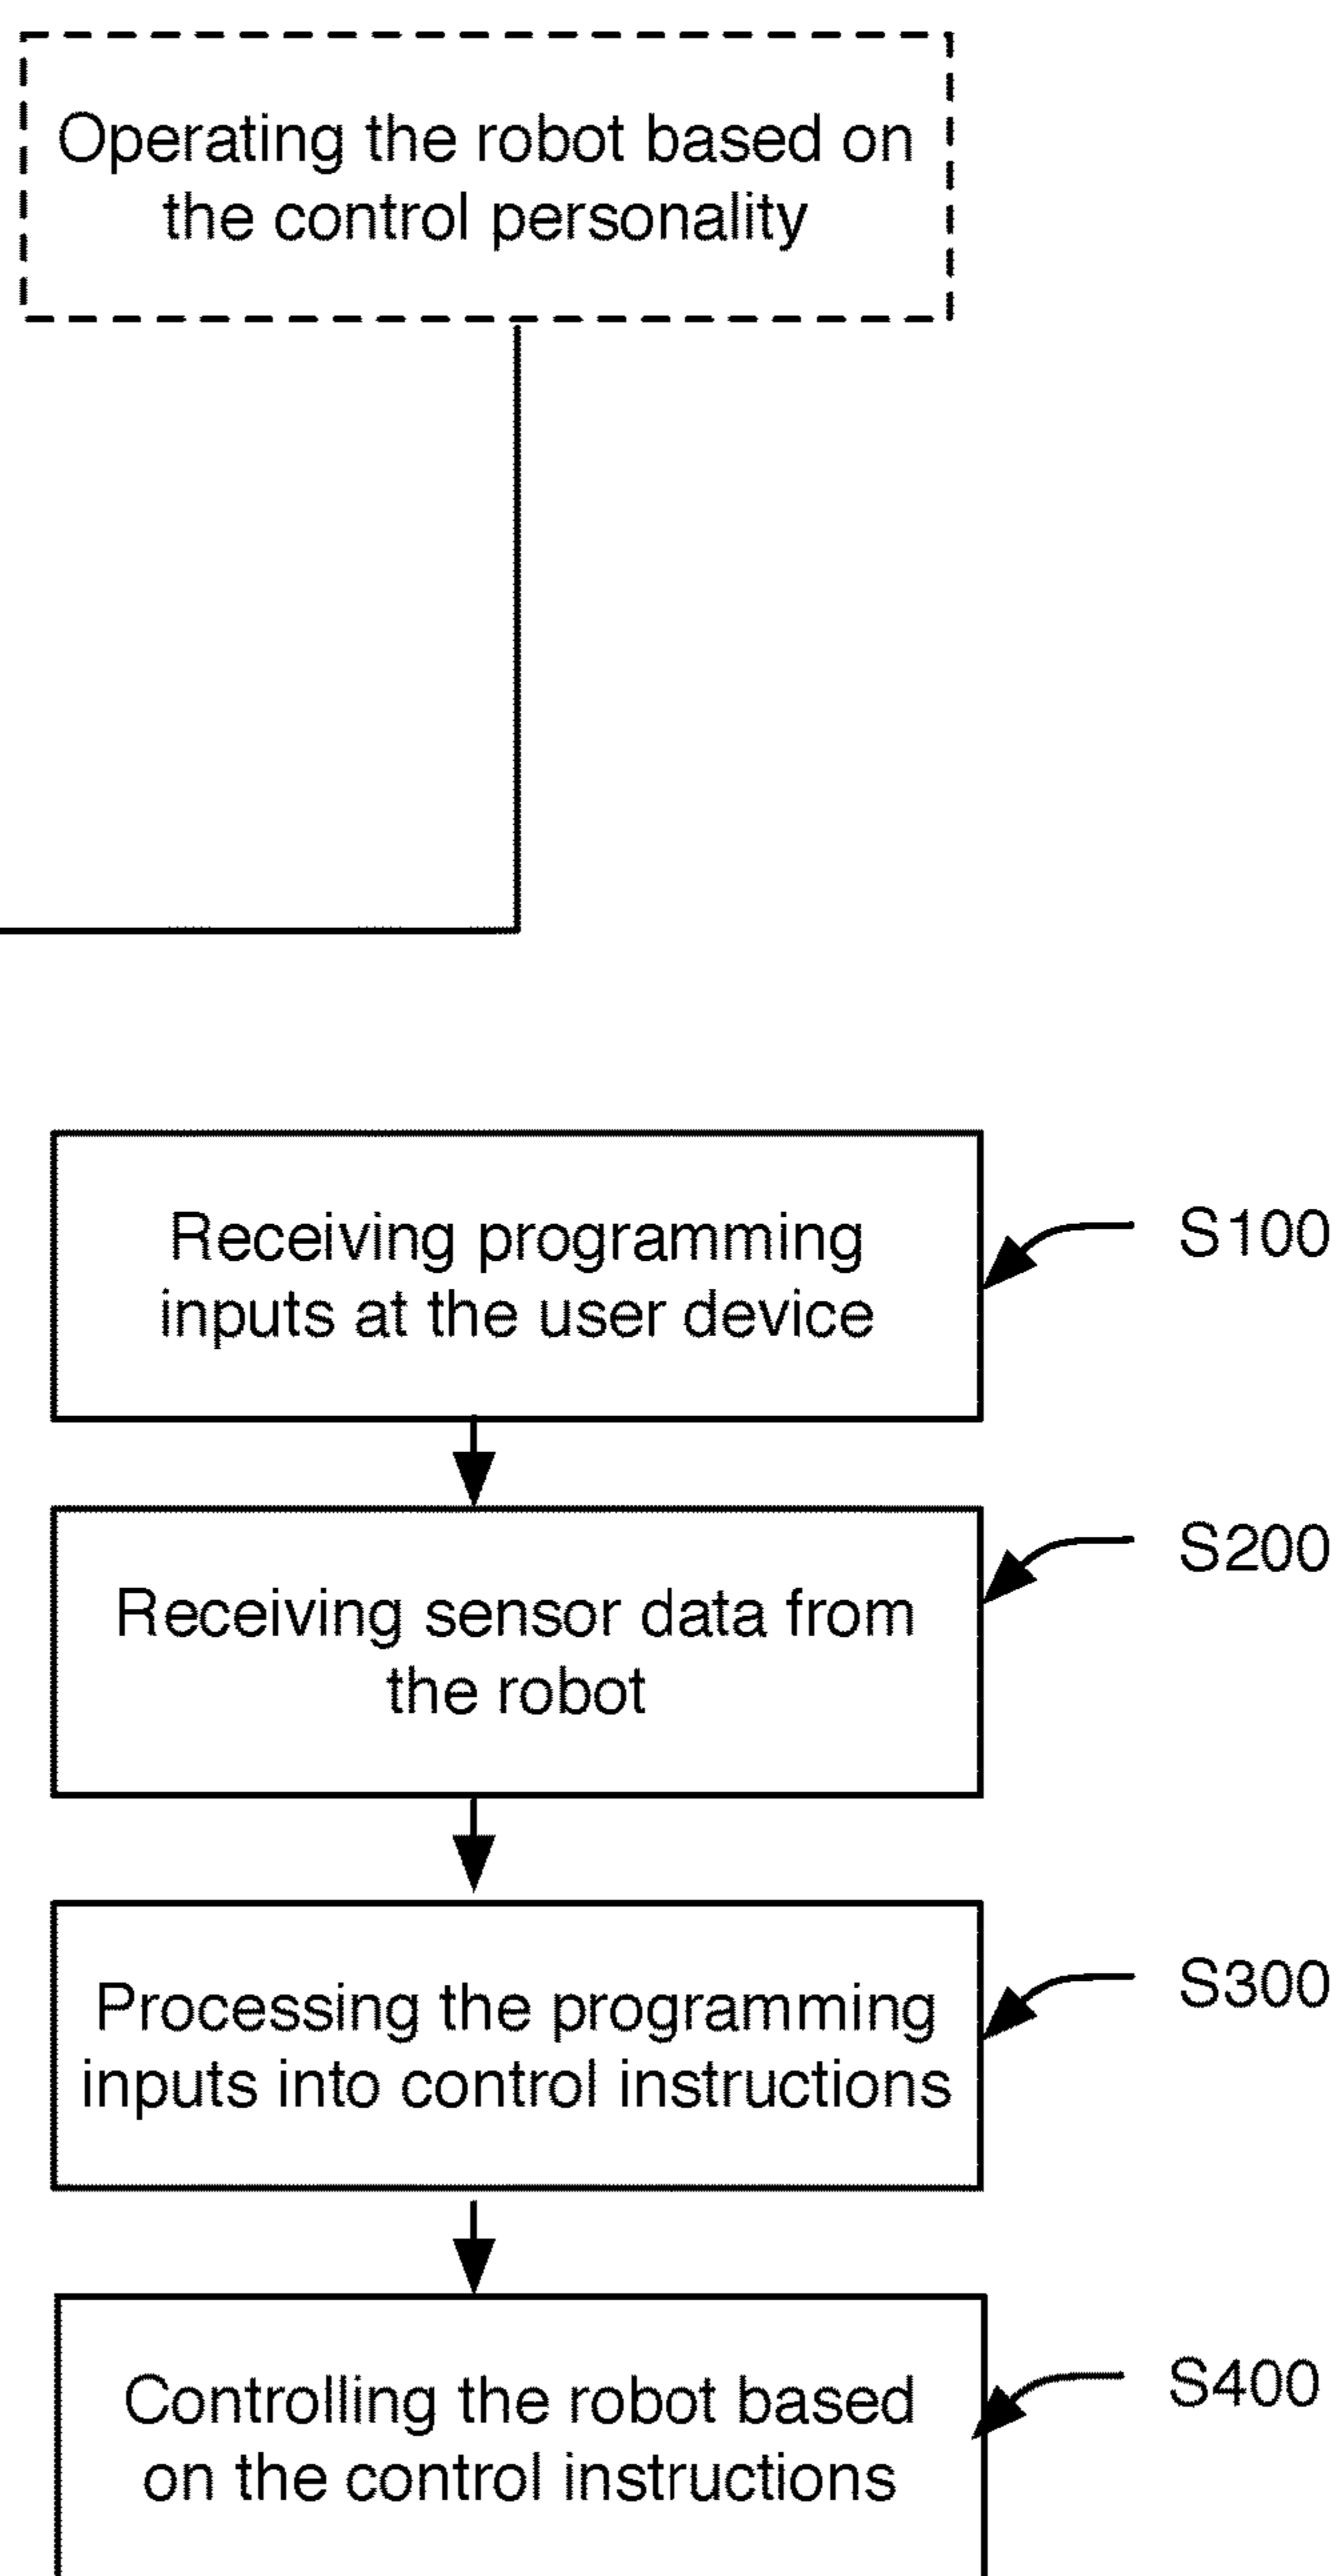 Operating the robot based on
the control personality
Receiving programming
inputs at the user device
S100
Receiving sensor data from
the robot
S200
Processing the programming
inputs into control instructions
S300
Controlling the robot based
on the control instructions
S400